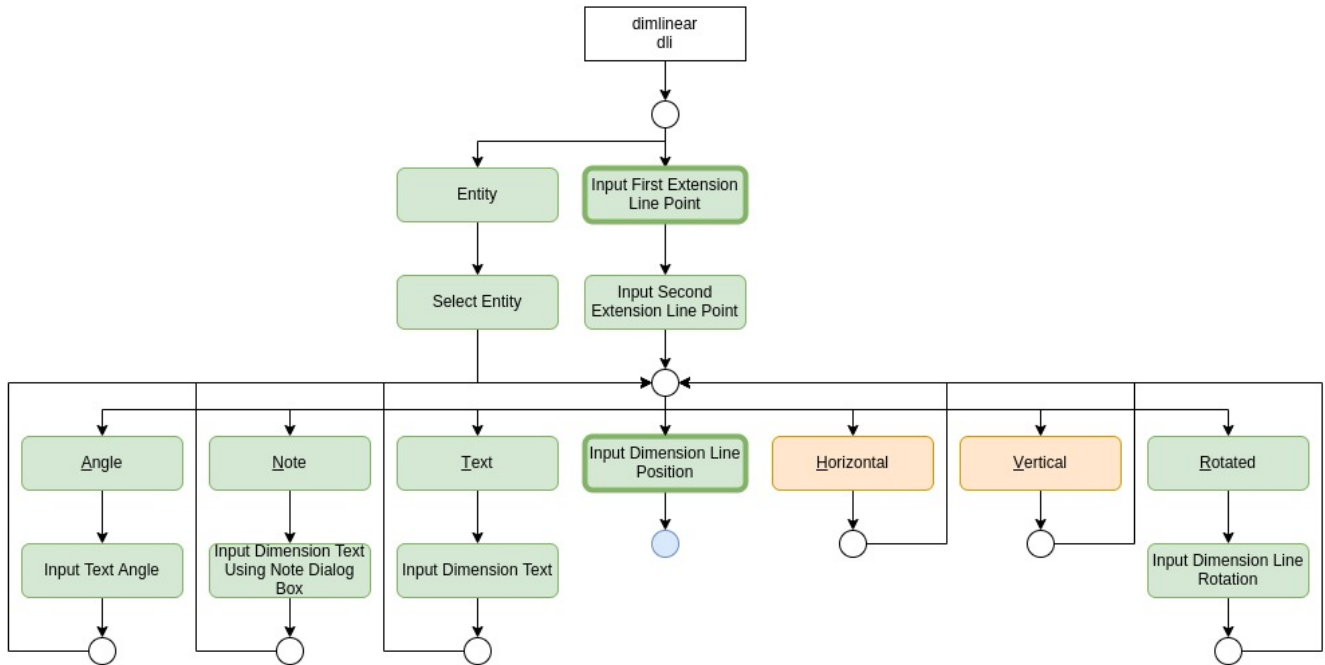 dimlinear
dli
Entity
Input First Extension
Line Point
Select Entity
Input Second
Extension Line Point
Angle
Note
Text
Input Dimension Line
Position
Horizontal
Vertical
Rotated
Input Text Angle
Input Dimension Text
Using Note Dialog
Box
Input Dimension Text
Input Dimension Line
Rotation